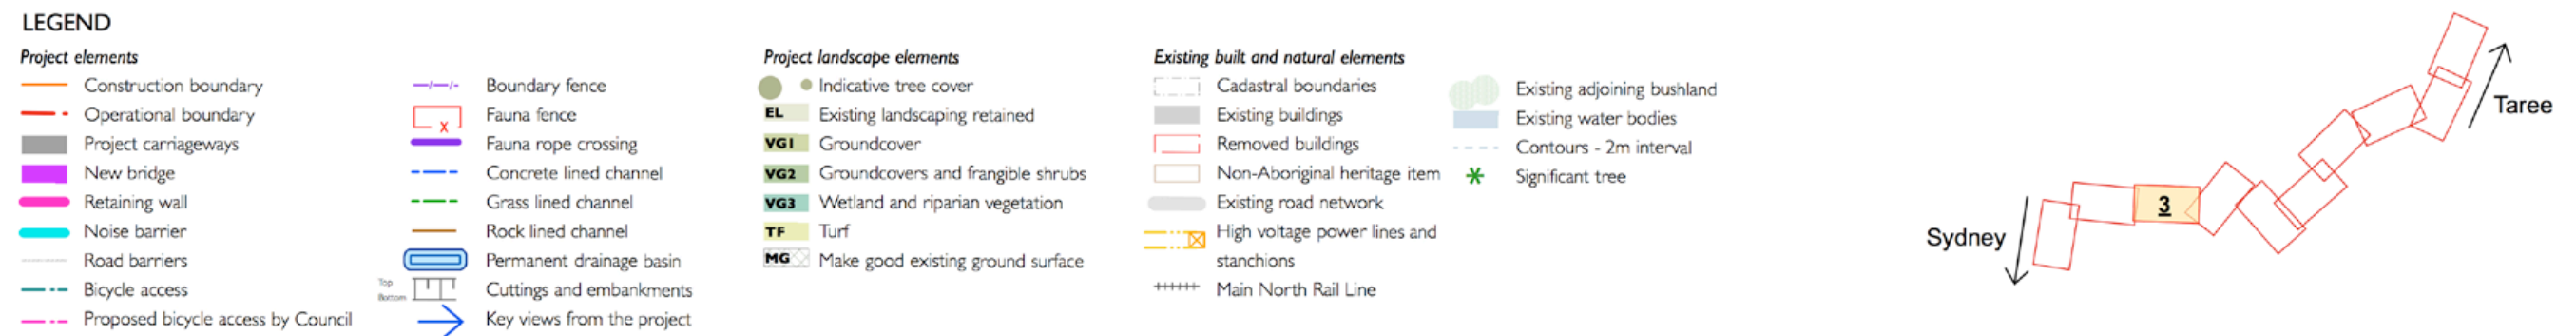 LEGEND
Project elements
Construction boundary
Operational boundary
Project carriageways
New bridge
Retaining wall
Noise barrier
Road barriers
Bicycle access
Proposed bicycle access by Council
Boundary fence
x Fauna fence
Fauna rope crossing
Concrete lined channel
Grass lined channel
Rock lined channel
Permanent drainage basin
Top
Bottom
Cuttings and embankments
Key views from the project
Project landscape elements
Indicative tree cover
EL Existing landscaping retained
VG1 Groundcover
VG2 Groundcovers and frangible shrubs
VG3 Wetland and riparian vegetation
TF Turf
MG Make good existing ground surface
Existing built and natural elements
Cadastral boundaries
Existing buildings
Removed buildings
Non-Aboriginal heritage item
Existing road network
High voltage power lines and
stanchions
Main North Rail Line
Existing adjoining bushland
Existing water bodies
Contours - 2m interval
Significant tree
Sydney
3
Taree